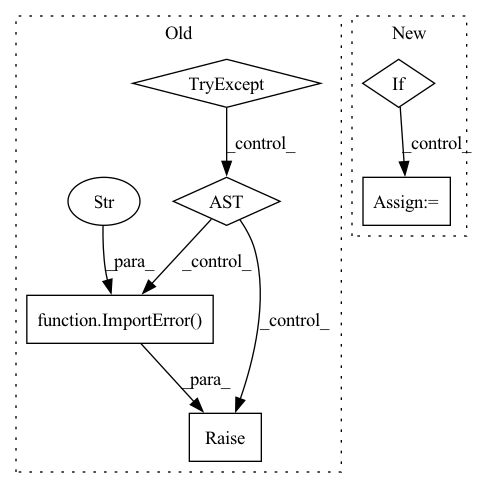 Old
New
TryExcept
If
_control_
_control_
Str
AST
Assign:=
_para_
_control_
function.ImportError()
_control_
_para_
Raise